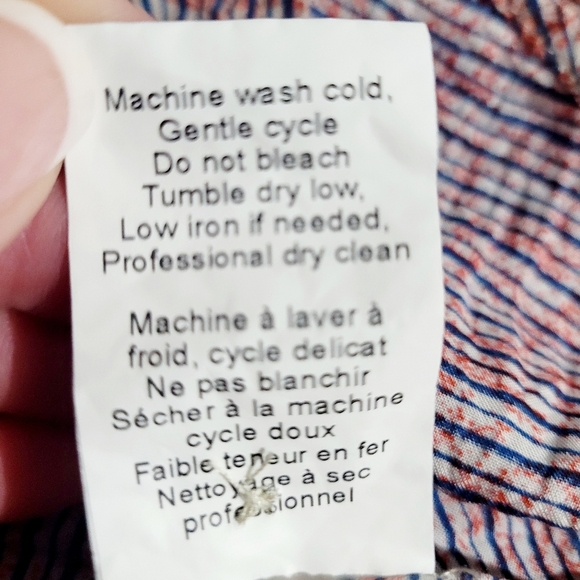 Machine wash cold,
Gentle cycle
Do not bleach
Tumble dry low,
Low iron if needed,
Professional dry clean
Machine à laver à
froid, cycle delicat
Ne pas blanchir
Sécher à la machine
cycle doux
Faible teneur en fer
Nettoyage à sec
professionnel